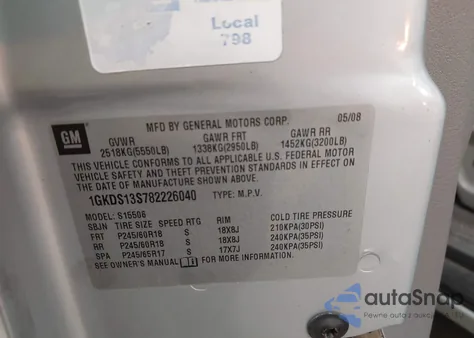 Local
798
GM
MFD BY GENERAL MOTORS CORP. 05/08
GVWR GAWR FRT GAWR RR
2518KG(5550LB) 1338KG(2950LB) 1452KG(3200LB)
THIS VEHICLE CONFORMS TO ALL APPLICABLE U.S. FEDERAL MOTOR
VEHICLE SAFETY AND THEFT PREVENTION STANDARDS IN EFFECT ON
THE DATE OF MANUFACTURE SHOWN ABOVE.
1GKDS13S782226040 TYPE: M.P.V.
MODEL: S15506
TIRE SIZE SPEED RTG RIM COLD TIRE PRESSURE
FRT P245/60R18 S 18X8J 210KPA(30PSI)
RR P245/60R18 S 18X8J 240KPA(35PSI)
SPA P245/65R17 S 17X7J 240KPA(35PSI)
SEE OWNER'S MANUAL FOR MORE INFORMATION.
autoSnap
Pewne auta z aukcji